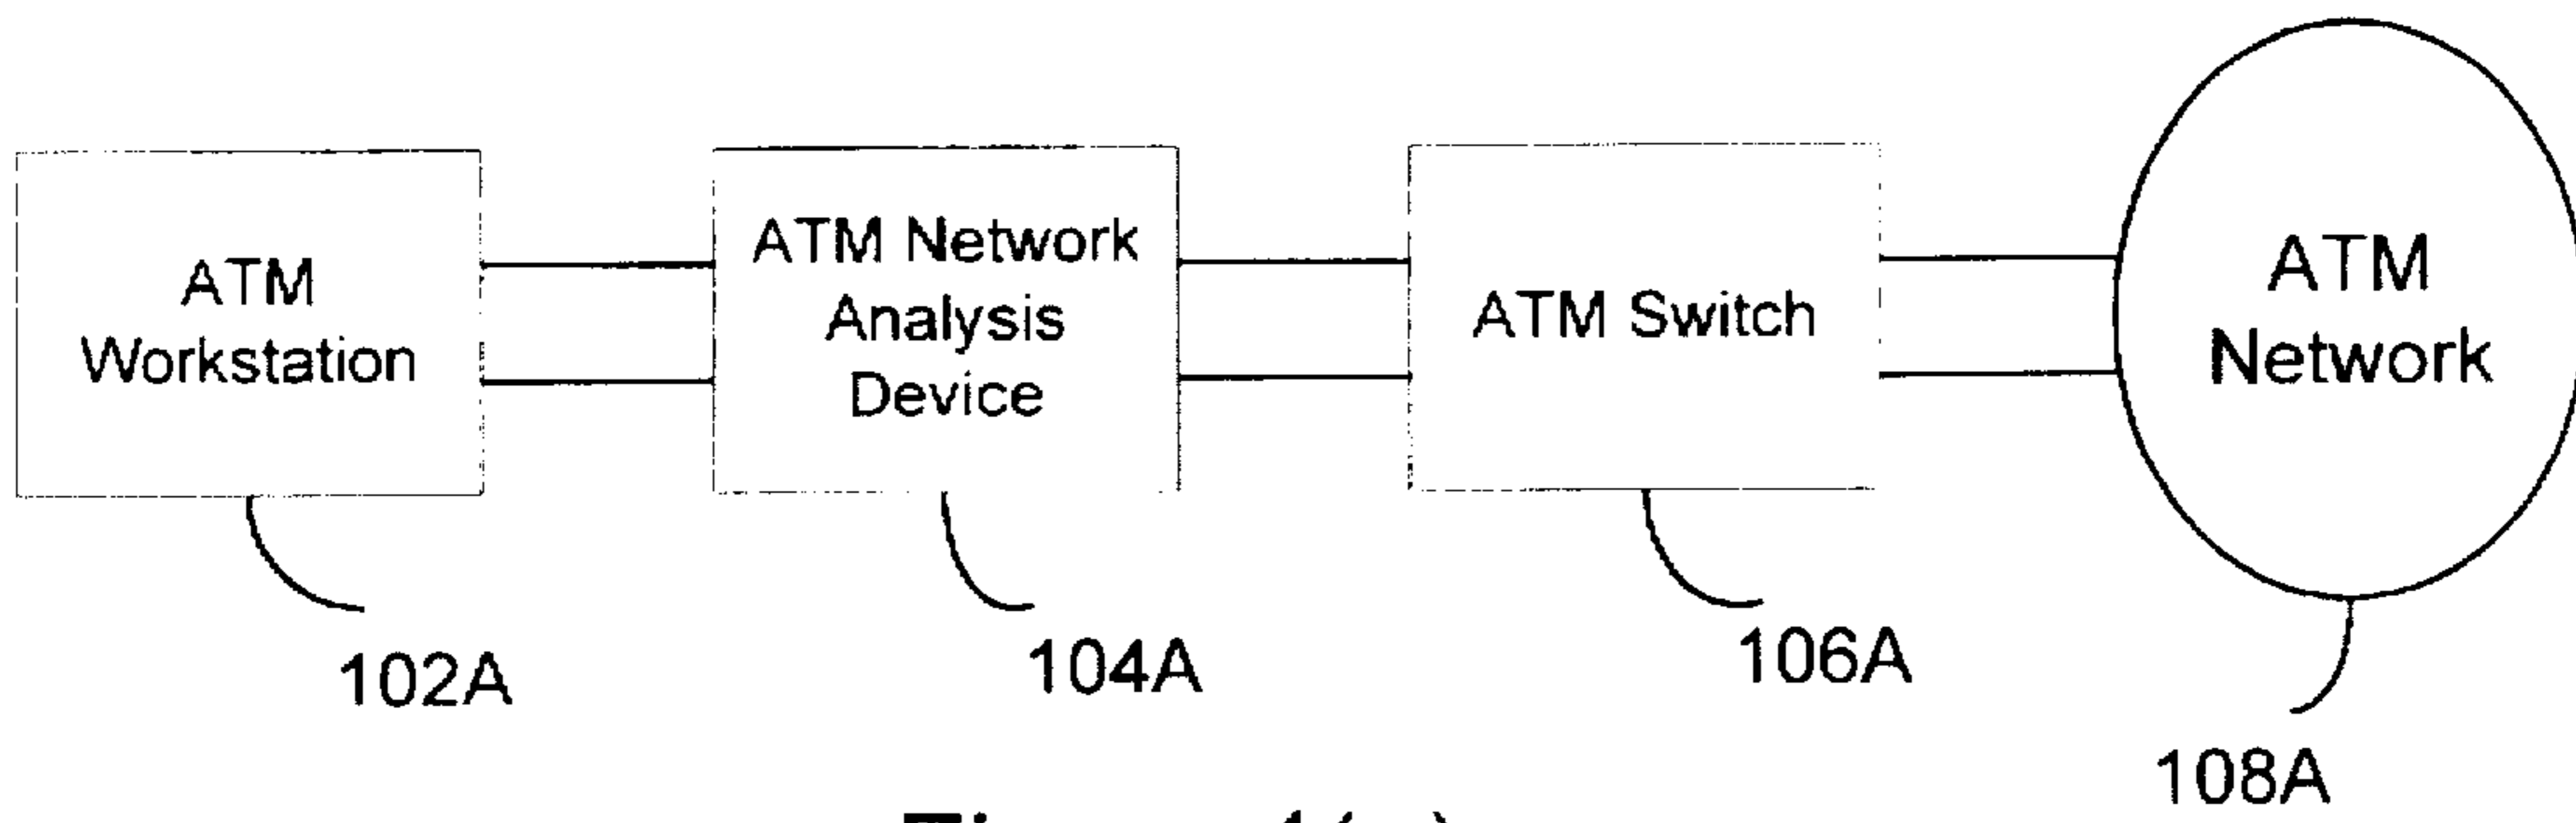 ATM
Workstation
ATM Network
Analysis
Device
ATM Switch
ATM
Network
102A
104A
106A
108A